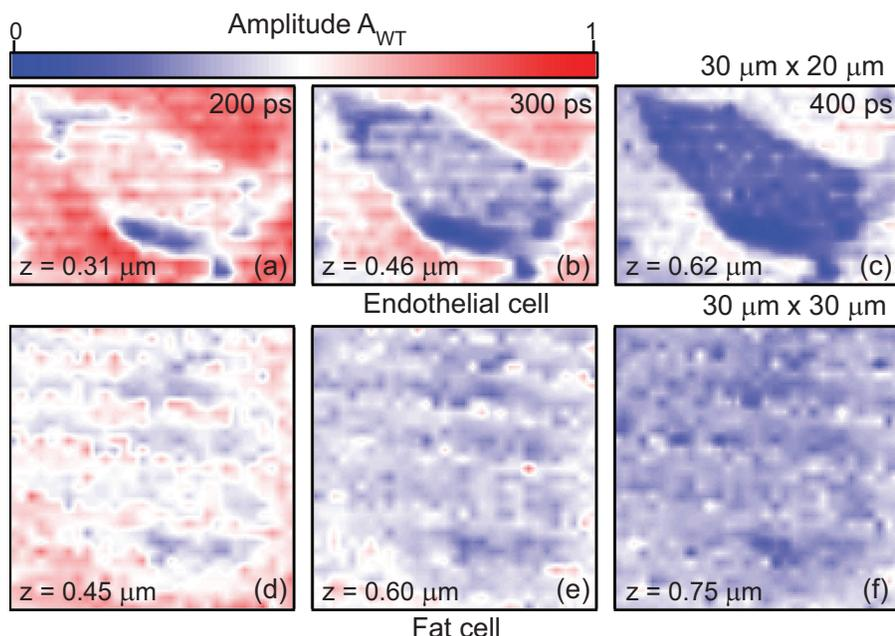 0 Amplitude A_WT 1
30 μm x 20 μm
200 ps 300 ps 400 ps
z = 0.31 μm (a) z = 0.46 μm (b) z = 0.62 μm (c)
Endothelial cell 30 μm x 30 μm
z = 0.45 μm (d) z = 0.60 μm (e) z = 0.75 μm (f)
Fat cell